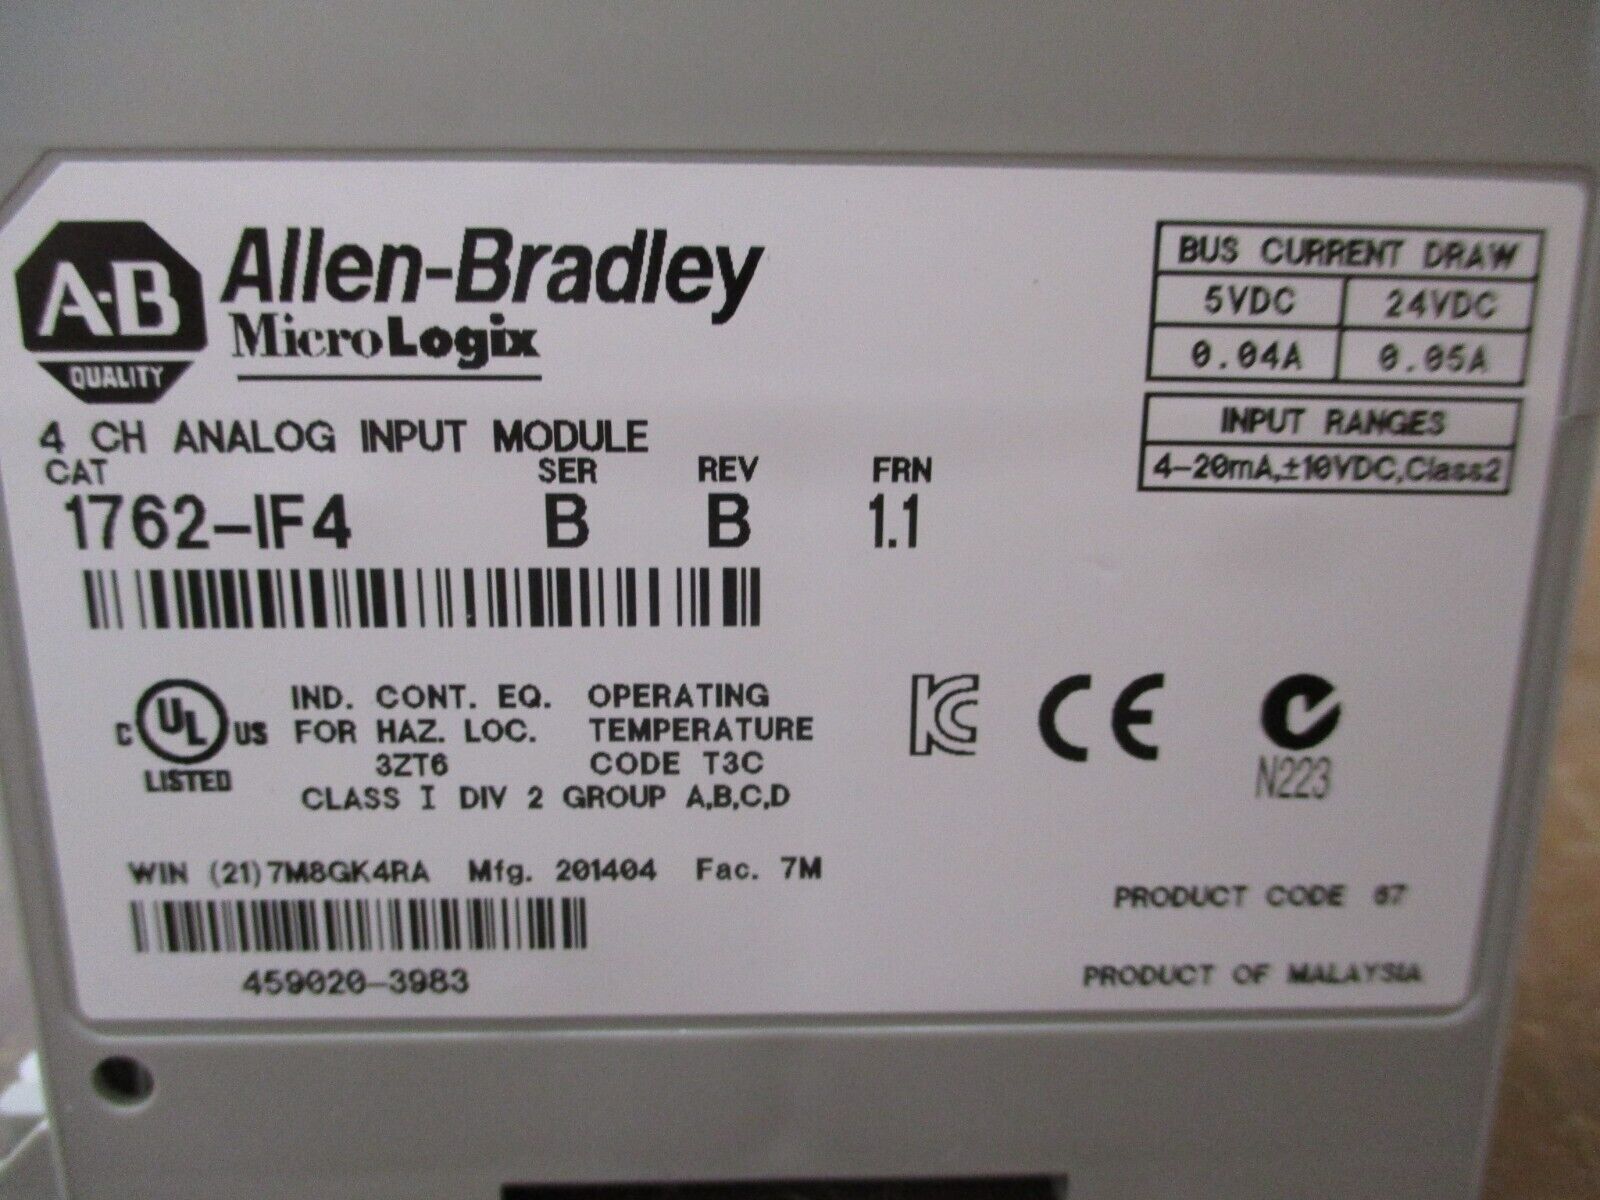 A-B
QUALITY
Allen-Bradley
MicroLogix
4 CH ANALOG INPUT MODULE
CAT SER REV FRN
1762-IF4 B B 1.1
BUS CURRENT DRAW
5VDC 24VDC
0.04A 0.05A
INPUT RANGES
4-20mA,±10VDC,Class2
C UL US
LISTED
IND. CONT. EQ.
FOR HAZ. LOC.
3ZT6
OPERATING
TEMPERATURE
CODE T3C
CLASS I DIV 2 GROUP A,B,C,D
KC CE
N223
WIN (21)7M8GK4RA Mfg. 201404 Fac. 7M
459020-3983
PRODUCT CODE 67
PRODUCT OF MALAYSIA